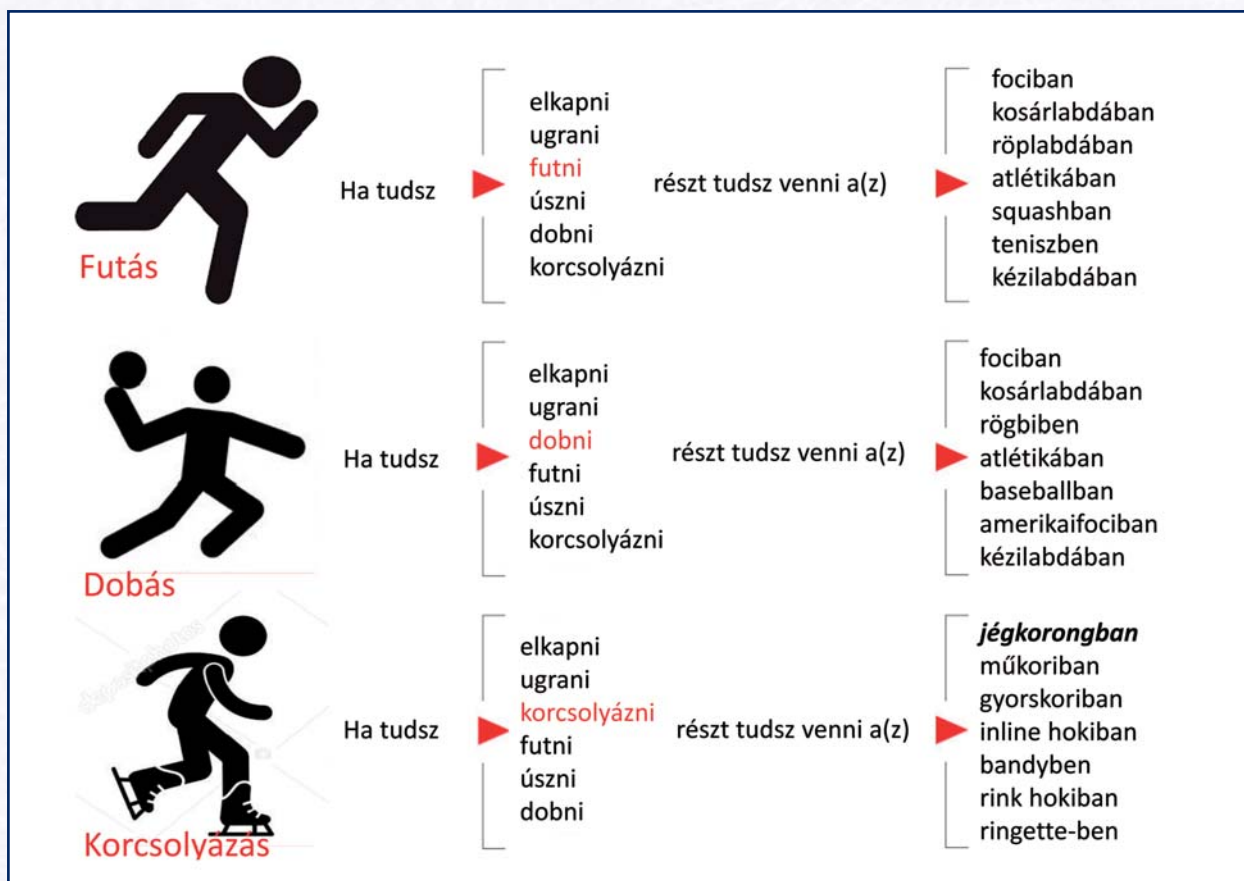 Futás
Ha tudsz
elkapni
ugrani
futni
úszni
dobni
korcsolyázni
részt tudsz venni a(z)
fociban
kosárlabdában
röplabdában
atlétikában
squashban
teniszben
kézilabdában
Dobás
Ha tudsz
elkapni
ugrani
dobni
futni
úszni
korcsolyázni
részt tudsz venni a(z)
fociban
kosárlabdában
rögbiben
atlétikában
baseballban
amerikaifociban
kézilabdában
Korcsolyázás
Ha tudsz
elkapni
ugrani
korcsolyázni
futni
úszni
dobni
részt tudsz venni a(z)
jégkorongban
műkoriban
gyorskoriban
inline hokiban
bandyben
rink hokiban
ringette-ben